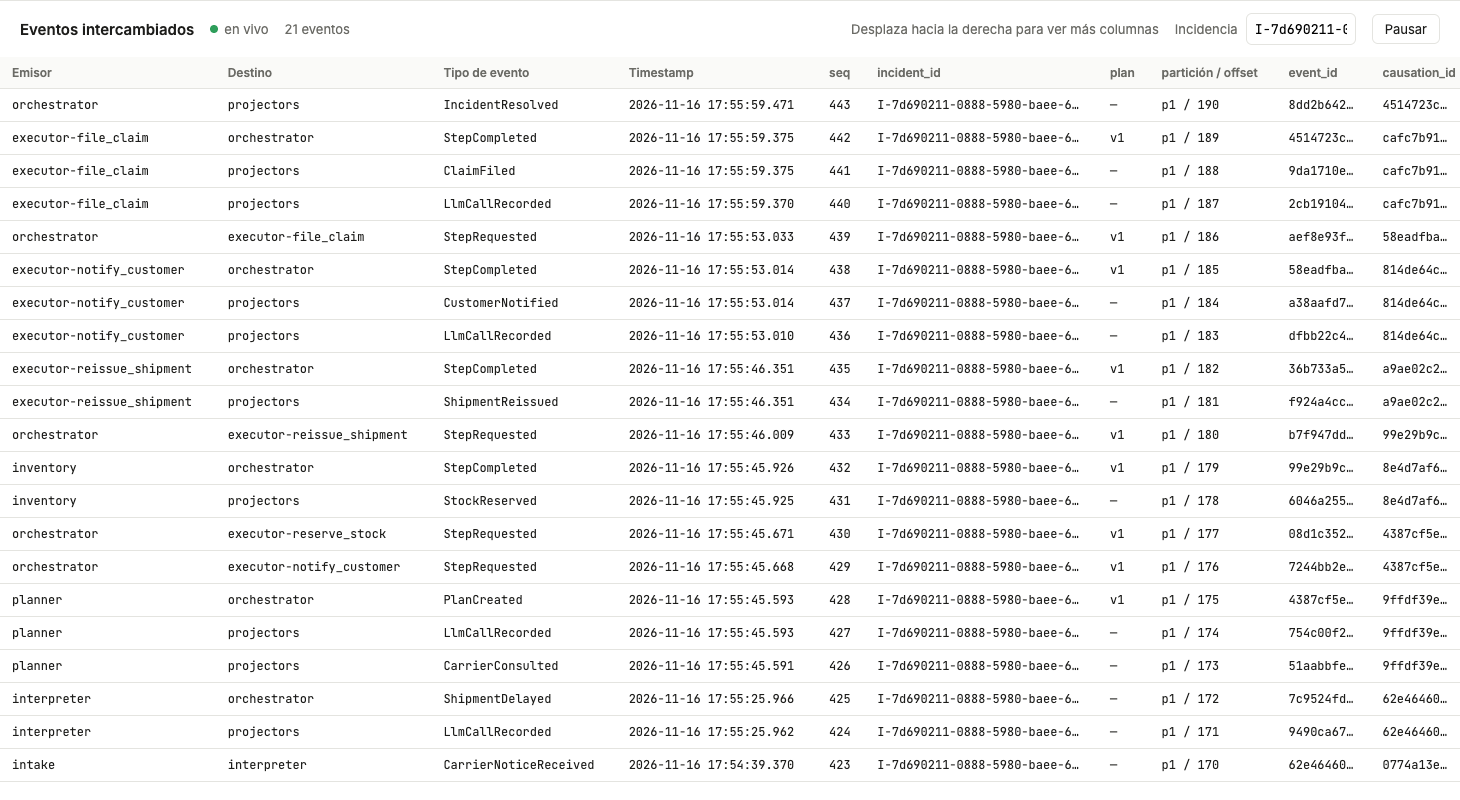 Eventos intercambiados en vivo 21 eventos Desplaza hacia la derecha para ver más columnas Incidencia I-7d690211-0 Pausar
Emisor Destino Tipo de evento Timestamp seq incident_id plan partición / offset event_id causation_id
orchestrator projectors IncidentResolved 2026-11-16 17:55:59.471 443 I-7d690211-0888-5980-baee-6… — p1 / 190 8dd2b642… 4514723c…
executor-file_claim orchestrator StepCompleted 2026-11-16 17:55:59.375 442 I-7d690211-0888-5980-baee-6… v1 p1 / 189 4514723c… cafc7b91…
executor-file_claim projectors ClaimFiled 2026-11-16 17:55:59.375 441 I-7d690211-0888-5980-baee-6… — p1 / 188 9da1710e… cafc7b91…
executor-file_claim projectors LlmCallRecorded 2026-11-16 17:55:59.370 440 I-7d690211-0888-5980-baee-6… — p1 / 187 2cb19104… cafc7b91…
orchestrator executor-file_claim StepRequested 2026-11-16 17:55:53.033 439 I-7d690211-0888-5980-baee-6… v1 p1 / 186 aef8e93f… 58eadfba…
executor-notify_customer orchestrator StepCompleted 2026-11-16 17:55:53.014 438 I-7d690211-0888-5980-baee-6… v1 p1 / 185 58eadfba… 814de64c…
executor-notify_customer projectors CustomerNotified 2026-11-16 17:55:53.014 437 I-7d690211-0888-5980-baee-6… — p1 / 184 a38aafd7… 814de64c…
executor-notify_customer projectors LlmCallRecorded 2026-11-16 17:55:53.010 436 I-7d690211-0888-5980-baee-6… — p1 / 183 dfbb22c4… 814de64c…
executor-reissue_shipment orchestrator StepCompleted 2026-11-16 17:55:46.351 435 I-7d690211-0888-5980-baee-6… v1 p1 / 182 36b733a5… a9ae02c2…
executor-reissue_shipment projectors ShipmentReissued 2026-11-16 17:55:46.351 434 I-7d690211-0888-5980-baee-6… — p1 / 181 f924a4cc… a9ae02c2…
orchestrator executor-reissue_shipment StepRequested 2026-11-16 17:55:46.009 433 I-7d690211-0888-5980-baee-6… v1 p1 / 180 b7f947dd… 99e29b9c…
inventory orchestrator StepCompleted 2026-11-16 17:55:45.926 432 I-7d690211-0888-5980-baee-6… v1 p1 / 179 99e29b9c… 8e4d7af6…
inventory projectors StockReserved 2026-11-16 17:55:45.925 431 I-7d690211-0888-5980-baee-6… — p1 / 178 6046a255… 8e4d7af6…
orchestrator executor-reserve_stock StepRequested 2026-11-16 17:55:45.671 430 I-7d690211-0888-5980-baee-6… v1 p1 / 177 08d1c352… 4387cf5e…
orchestrator executor-notify_customer StepRequested 2026-11-16 17:55:45.668 429 I-7d690211-0888-5980-baee-6… v1 p1 / 176 7244bb2e… 4387cf5e…
planner orchestrator PlanCreated 2026-11-16 17:55:45.593 428 I-7d690211-0888-5980-baee-6… v1 p1 / 175 4387cf5e… 9ffdf39e…
planner projectors LlmCallRecorded 2026-11-16 17:55:45.593 427 I-7d690211-0888-5980-baee-6… — p1 / 174 754c00f2… 9ffdf39e…
planner projectors CarrierConsulted 2026-11-16 17:55:45.591 426 I-7d690211-0888-5980-baee-6… — p1 / 173 51aabbfe… 9ffdf39e…
interpreter orchestrator ShipmentDelayed 2026-11-16 17:55:25.966 425 I-7d690211-0888-5980-baee-6… — p1 / 172 7c9524fd… 62e46460…
interpreter projectors LlmCallRecorded 2026-11-16 17:55:25.962 424 I-7d690211-0888-5980-baee-6… — p1 / 171 9490ca67… 62e46460…
intake interpreter CarrierNoticeReceived 2026-11-16 17:54:39.370 423 I-7d690211-0888-5980-baee-6… — p1 / 170 62e46460… 0774a13e…